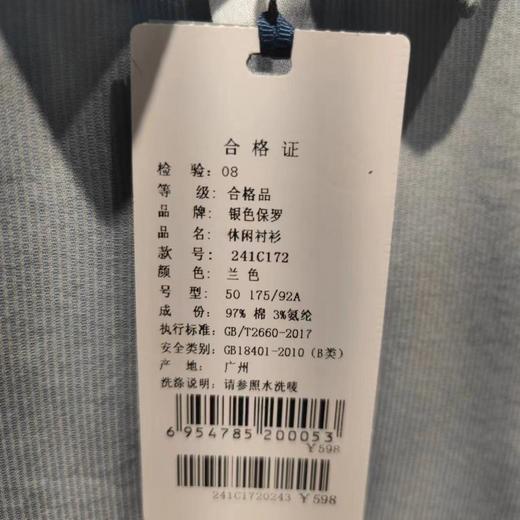 合格证
检 验: 08
等 级: 合格品
品 牌: 银色保罗
品 名: 休闲衬衫
款 号: 241C172
颜 色: 兰 色
号 型: 50 175/92A
成 份: 97% 棉 3%氨纶
执行标准: GB/T2660-2017
安全类别: GB18401-2010 (B类)
产 地: 广州
洗涤说明: 请参照水洗唛
6 954785 200053
￥598
241C1720243 ￥598